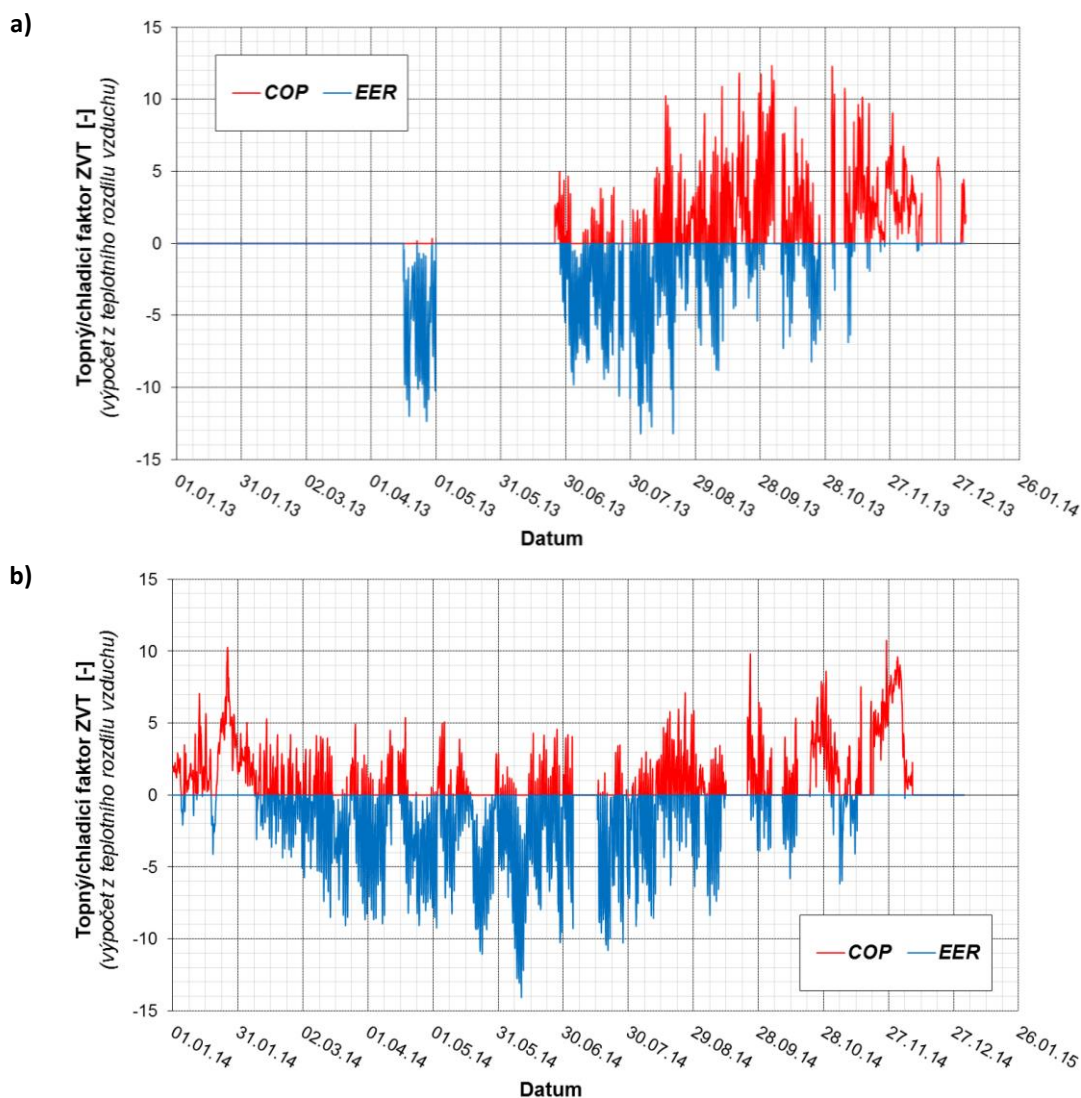 a)
Topný/chladicí faktor ZVT [-]
(výpočet z teplotního rozdílu vzduchu)
15
10
5
0
-5
-10
-15
COP EER
01.01.13 31.01.13 02.03.13 01.04.13 01.05.13 31.05.13 30.06.13 30.07.13 29.08.13 28.09.13 28.10.13 27.11.13 27.12.13 26.01.14
Datum
b)
Topný/chladicí faktor ZVT [-]
(výpočet z teplotního rozdílu vzduchu)
15
10
5
0
-5
-10
-15
COP EER
01.01.14 31.01.14 02.03.14 01.04.14 01.05.14 31.05.14 30.06.14 30.07.14 29.08.14 28.09.14 28.10.14 27.11.14 27.12.14 26.01.15
Datum